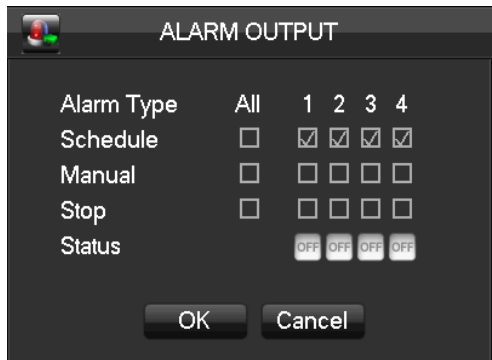 ALARM OUTPUT
Alarm Type All 1 2 3 4
Schedule
Manual
Stop
Status OFF OFF OFF OFF
OK Cancel